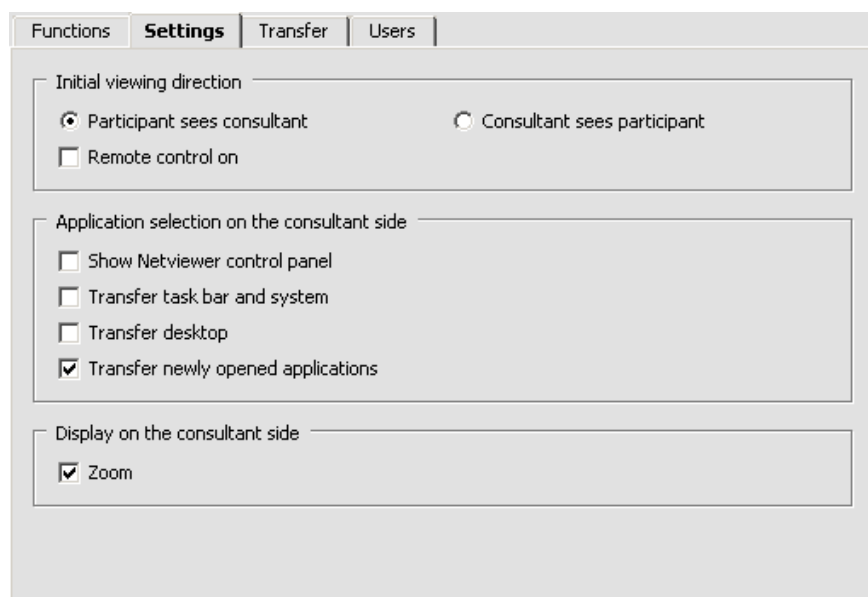 Functions Settings Transfer Users
Initial viewing direction
Participant sees consultant Consultant sees participant
Remote control on
Application selection on the consultant side
Show Netviewer control panel
Transfer task bar and system
Transfer desktop
Transfer newly opened applications
Display on the consultant side
Zoom